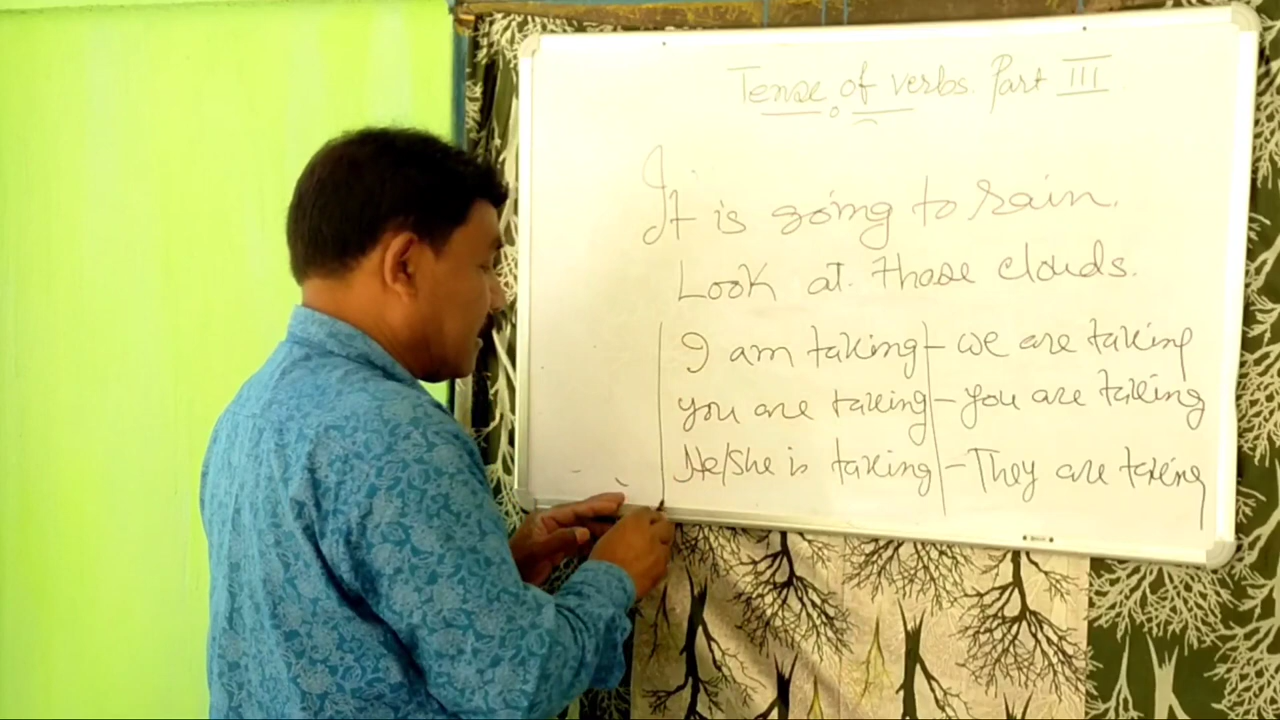 Tense of verbs. Part III
It is going to rain.
Look at those clouds.
I am taking - we are taking
you are taking - you are taking
He/She is taking - They are taking